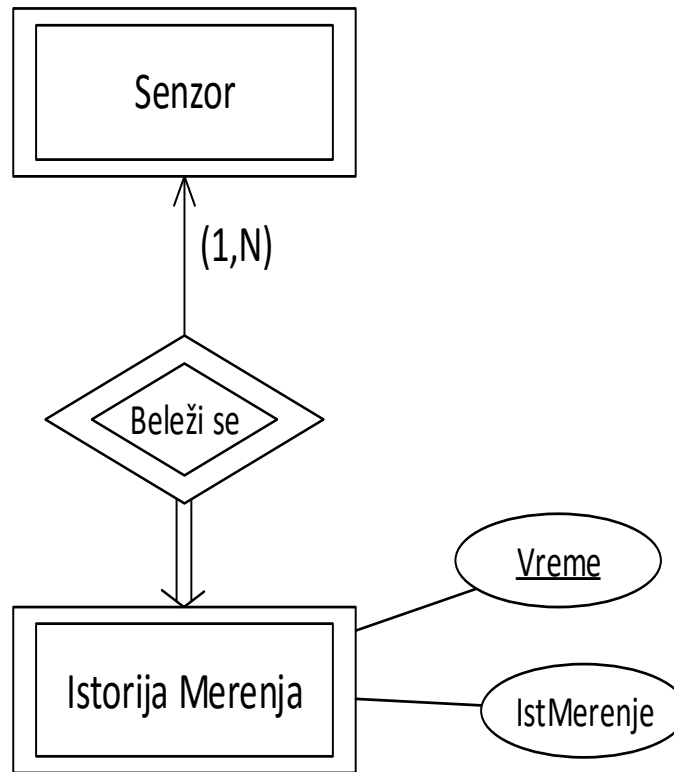 Senzor
(1,N)
Beleži se
Vreme
Istorija Merenja
IstMerenje